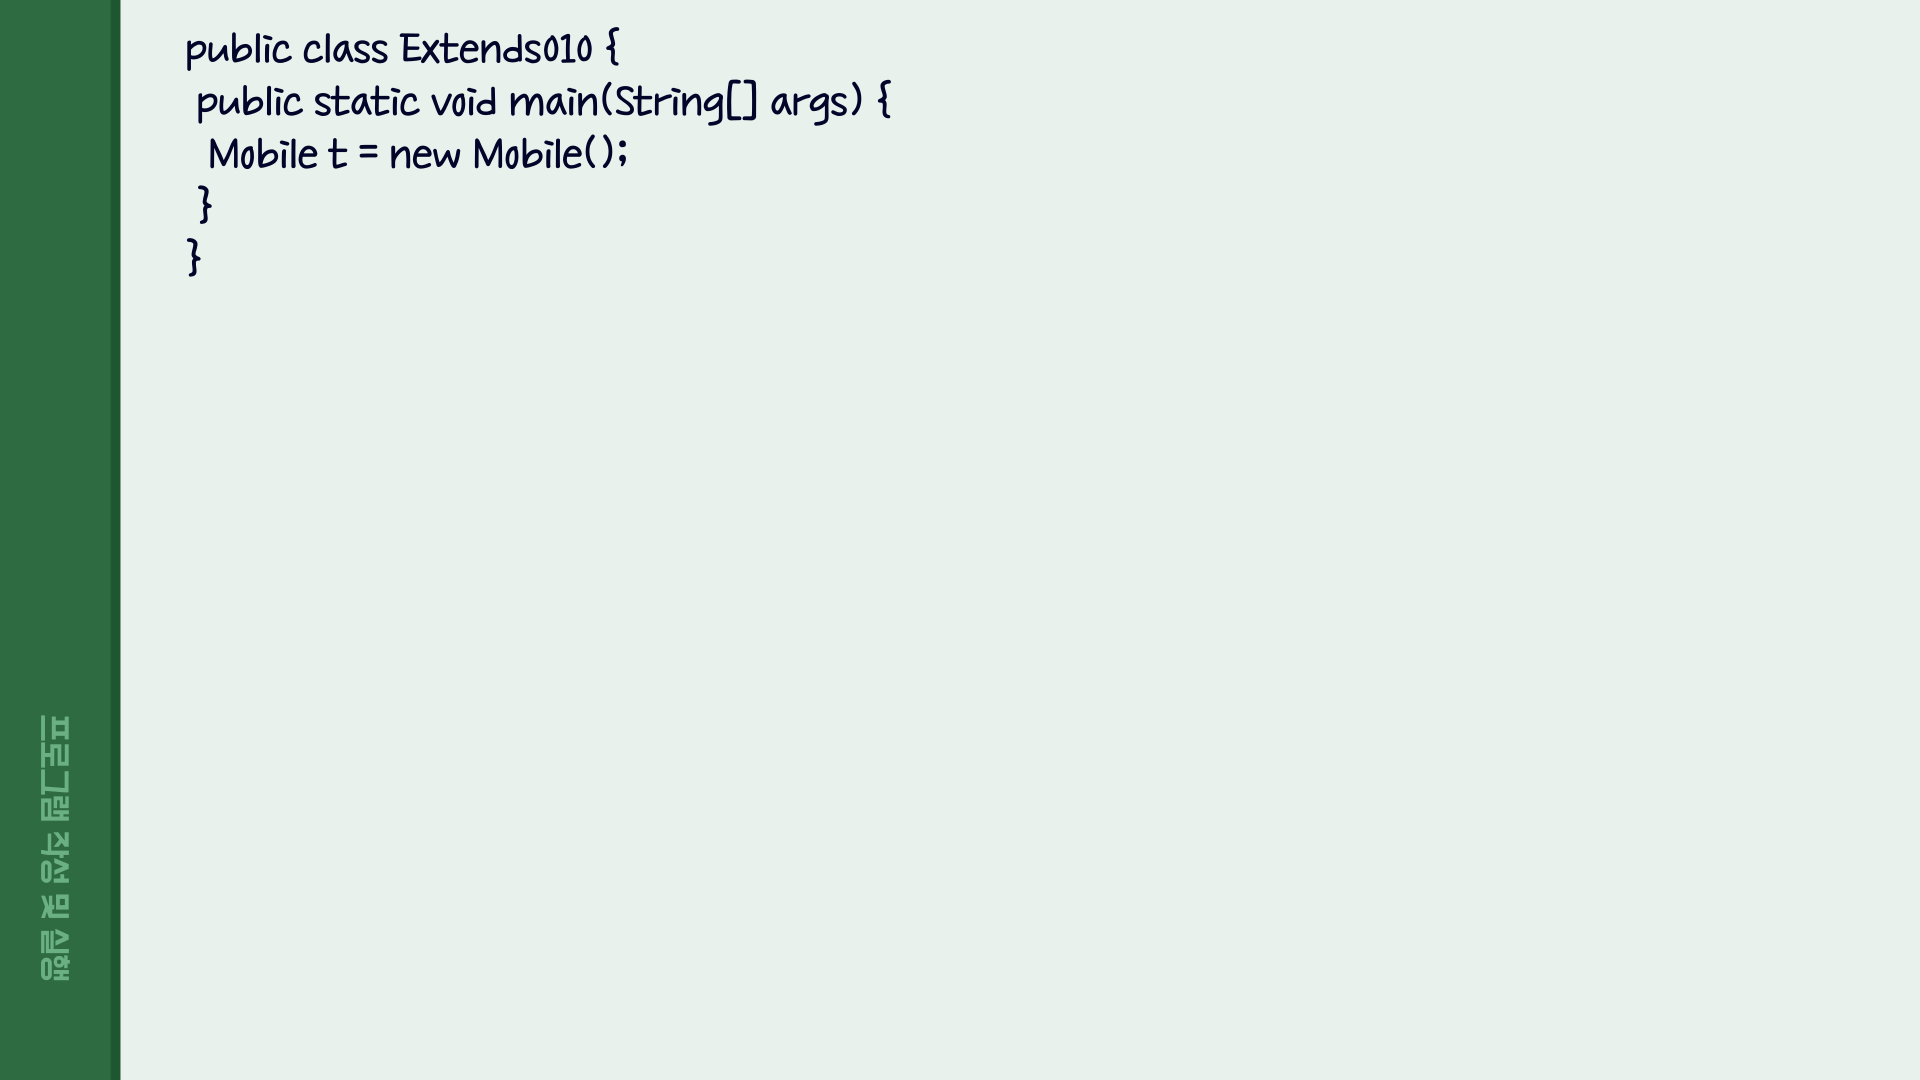 public class Extends010 {
 public static void main(String[] args) {
  Mobile t = new Mobile();
 }
}
프로그램 작성 및 실행